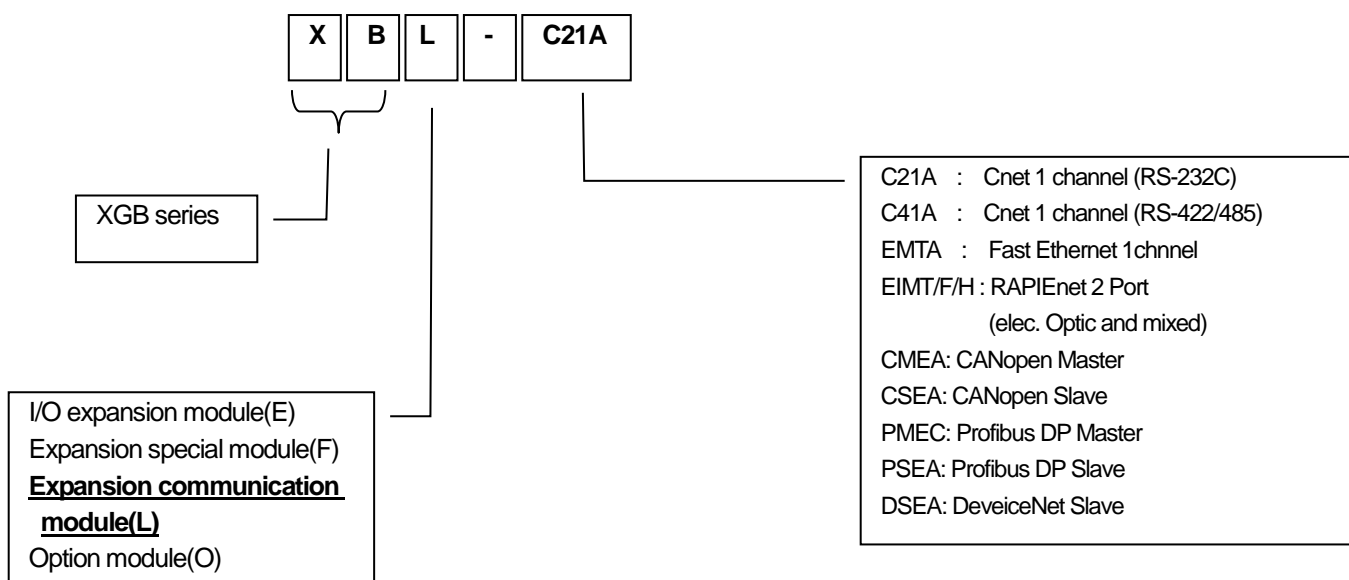 X B L - C21A
XGB series
C21A : Cnet 1 channel (RS-232C)
C41A : Cnet 1 channel (RS-422/485)
EMTA : Fast Ethernet 1chnnel
EIMT/F/H : RAPIEnet 2 Port
(elec. Optic and mixed)
CMEA: CANopen Master
CSEA: CANopen Slave
PMEC: Profibus DP Master
PSEA: Profibus DP Slave
DSEA: DeveiceNet Slave
I/O expansion module(E)
Expansion special module(F)
Expansion communication
module(L)
Option module(O)